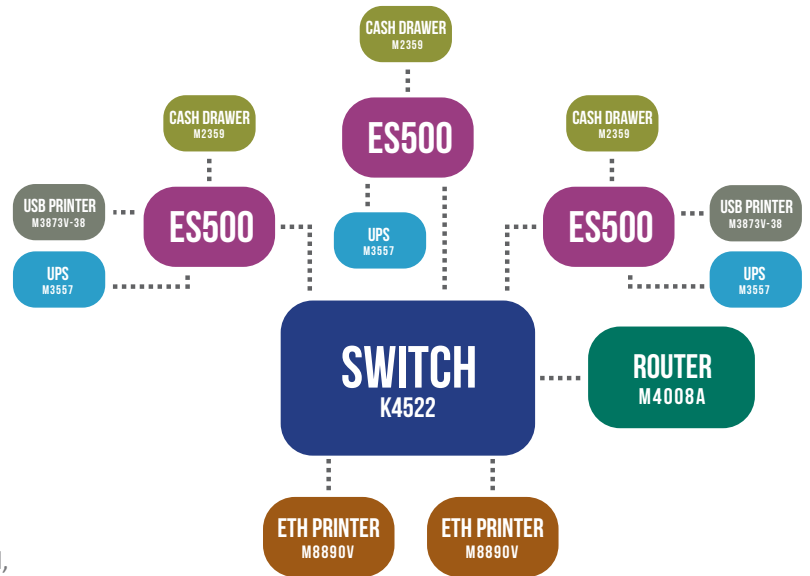 CASH DRAWER
M2359
CASH DRAWER
M2359
ES500
CASH DRAWER
M2359
USB PRINTER
M3873V-38
ES500
UPS
M3557
ES500
USB PRINTER
M3873V-38
UPS
M3557
UPS
M3557
SWITCH
K4522
ROUTER
M4008A
ETH PRINTER
M8890V
ETH PRINTER
M8890V